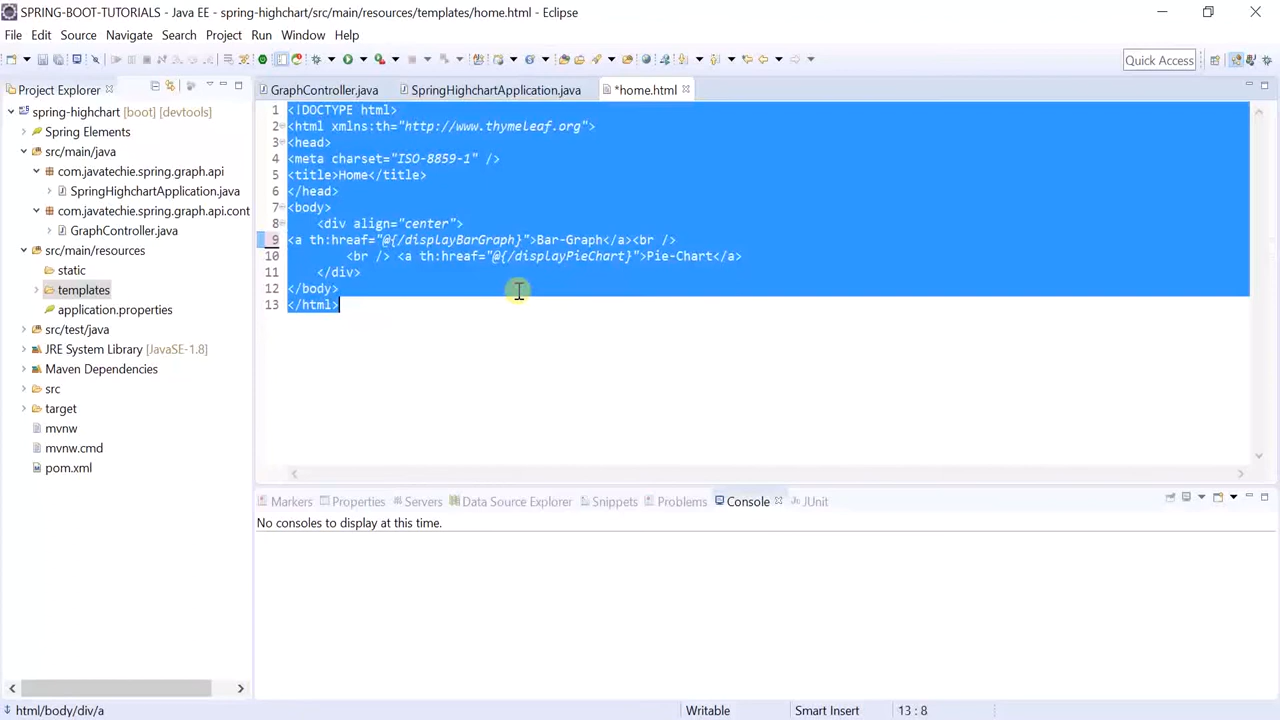 SPRING-BOOT-TUTORIALS - Java EE - spring-highchart/src/main/resources/templates/home.html - Eclipse
File Edit Source Navigate Search Project Run Window Help
Quick Access
Project Explorer
spring-highchart [boot] [devtools]
Spring Elements
src/main/java
com.javatechie.spring.graph.api
SpringHighchartApplication.java
com.javatechie.spring.graph.api.cont
GraphController.java
src/main/resources
static
templates
application.properties
src/test/java
JRE System Library [JavaSE-1.8]
Maven Dependencies
src
target
mvnw
mvnw.cmd
pom.xml
GraphController.java SpringHighchartApplication.java *home.html
1 <!DOCTYPE html>
2 <html xmlns:th="http://www.thymeleaf.org">
3 <head>
4 <meta charset="ISO-8859-1" />
5 <title>Home</title>
6 </head>
7 <body>
8 <div align="center">
9 <a th:hreaf="@{/displayBarGraph}">Bar-Graph</a><br />
10 <br /> <a th:hreaf="@{/displayPieChart}">Pie-Chart</a>
11 </div>
12 </body>
13 </html>
Markers Properties Servers Data Source Explorer Snippets Problems Console JUnit
No consoles to display at this time.
html/body/div/a Writable Smart Insert 13 : 8